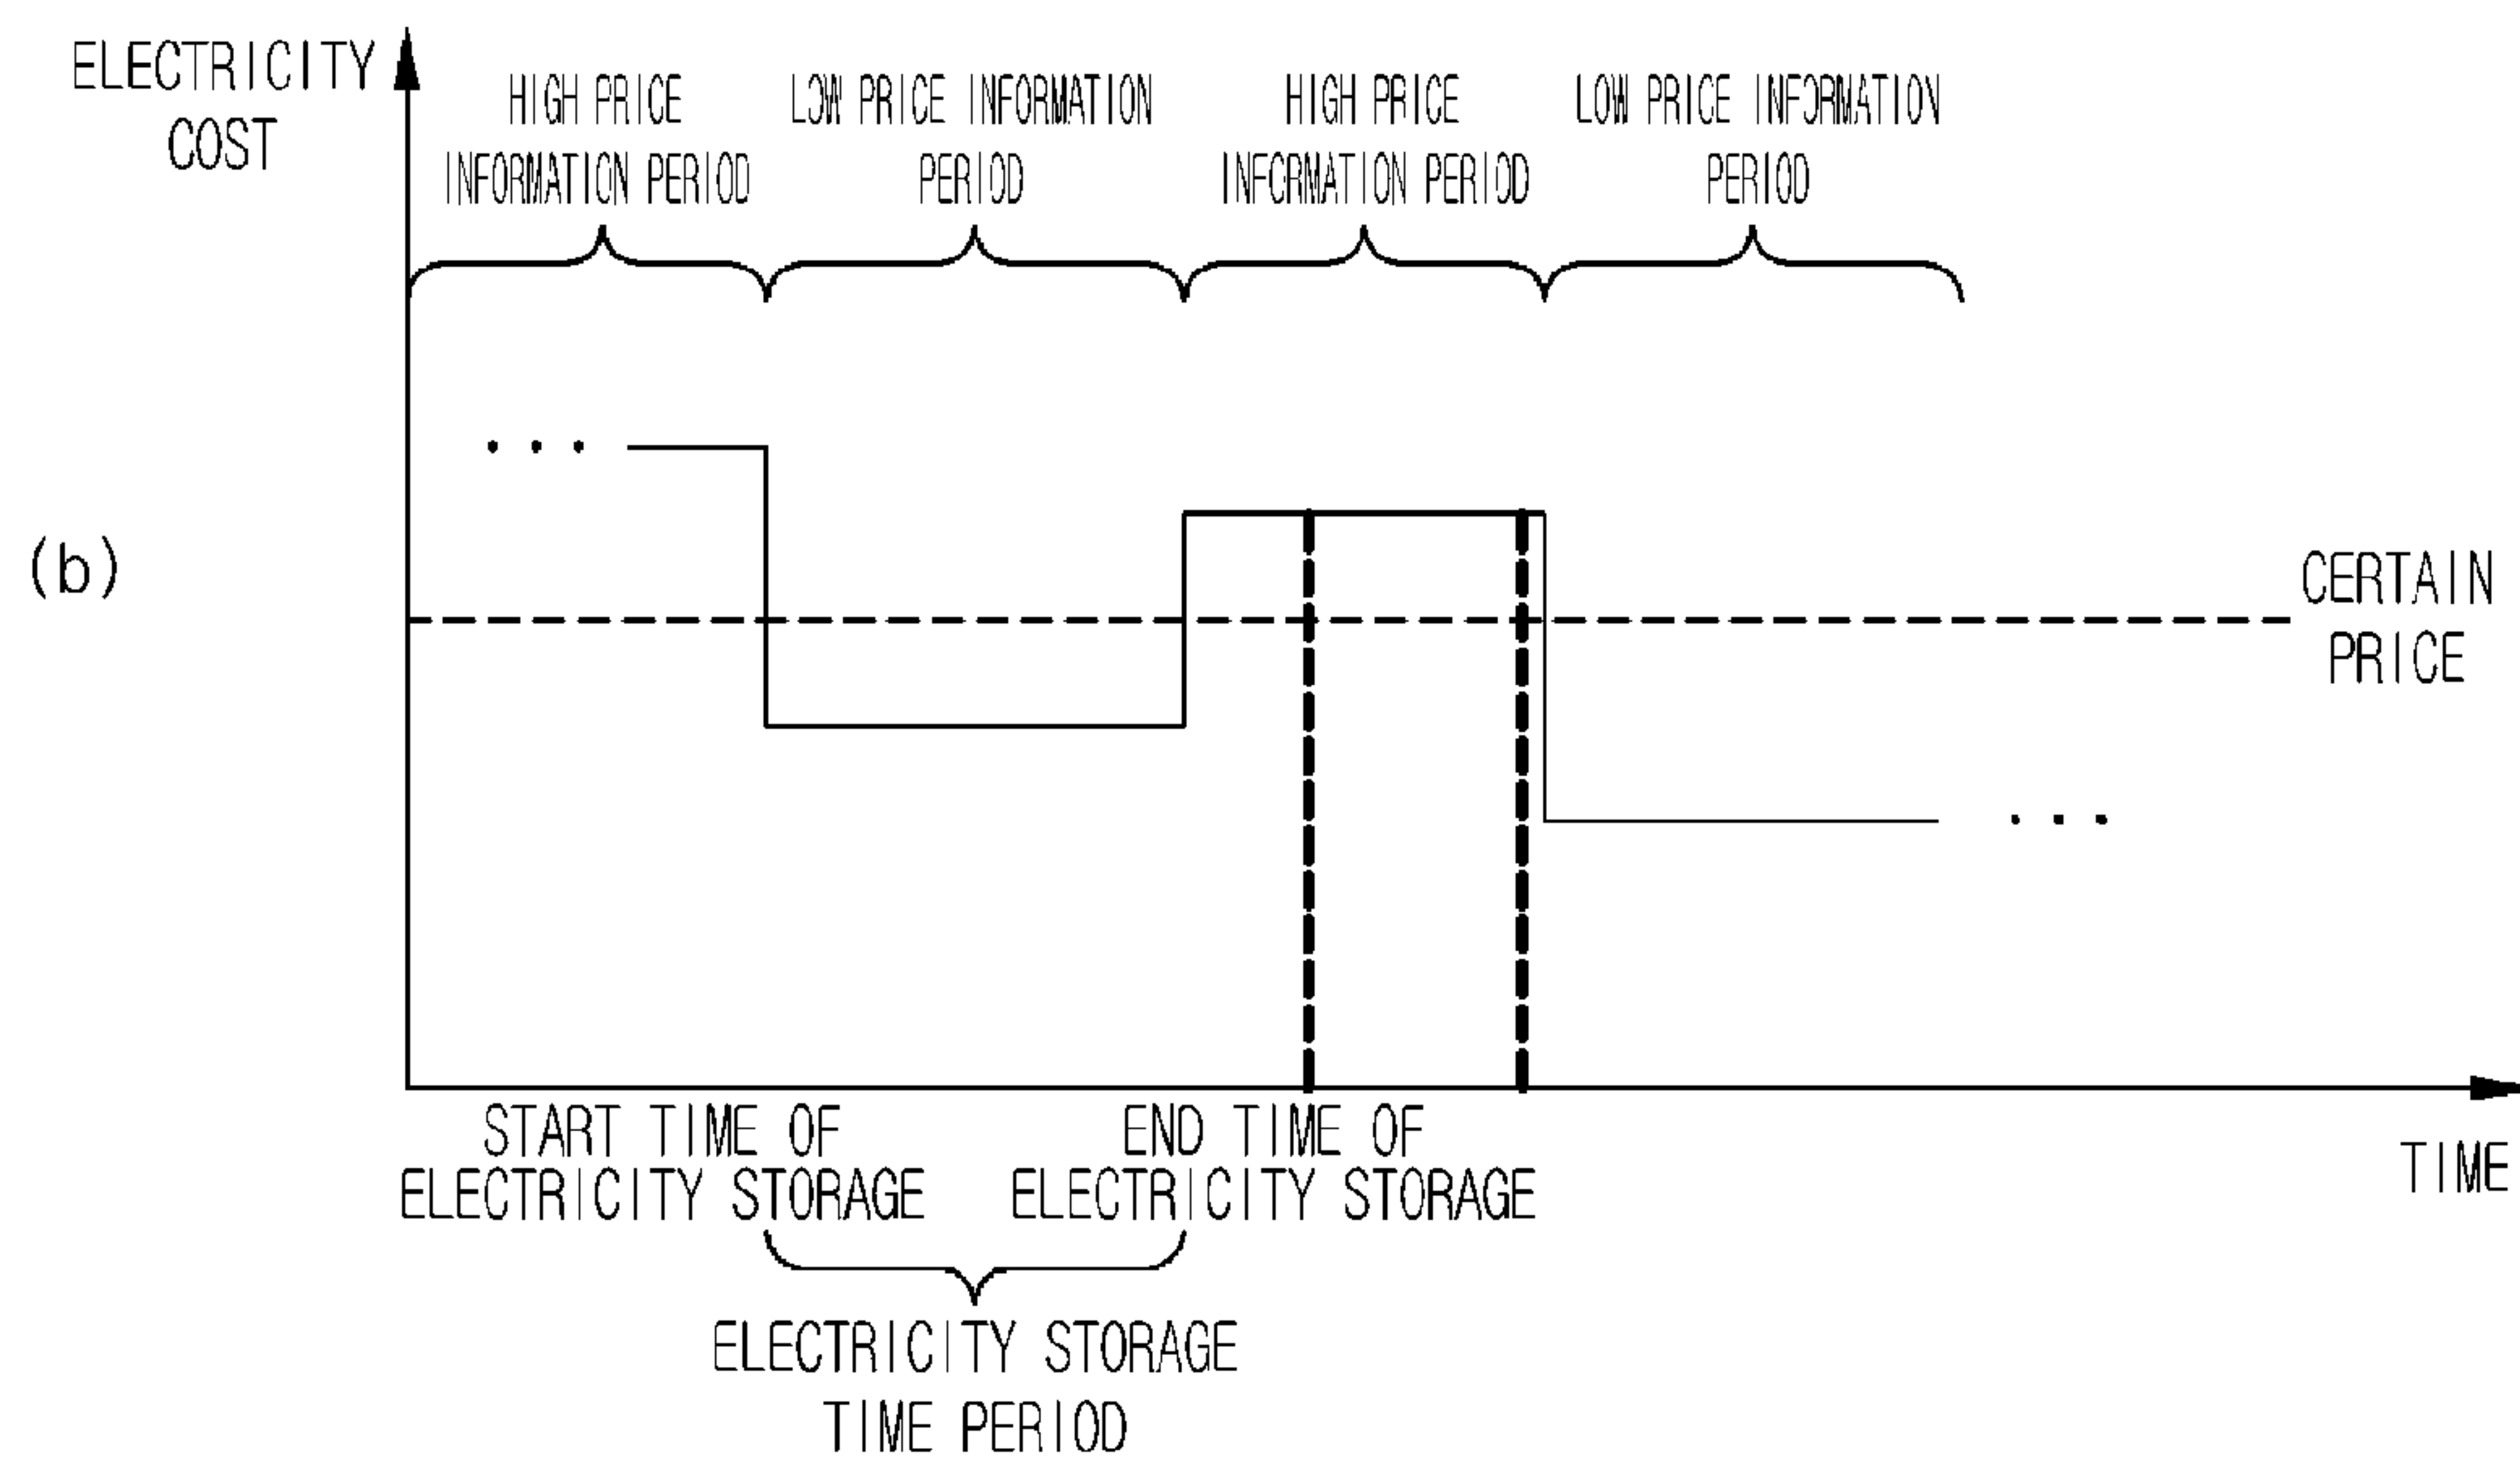 ELECTRICITY
COST
HIGH PRICE
INFORMATION PERIOD
LOW PRICE INFORMATION
PERIOD
HIGH PRICE
INFORMATION PERIOD
LOW PRICE INFORMATION
PERIOD
(b)
CERTAIN
PRICE
START TIME OF
ELECTRICITY STORAGE
END TIME OF
ELECTRICITY STORAGE
TIME
ELECTRICITY STORAGE
TIME PERIOD